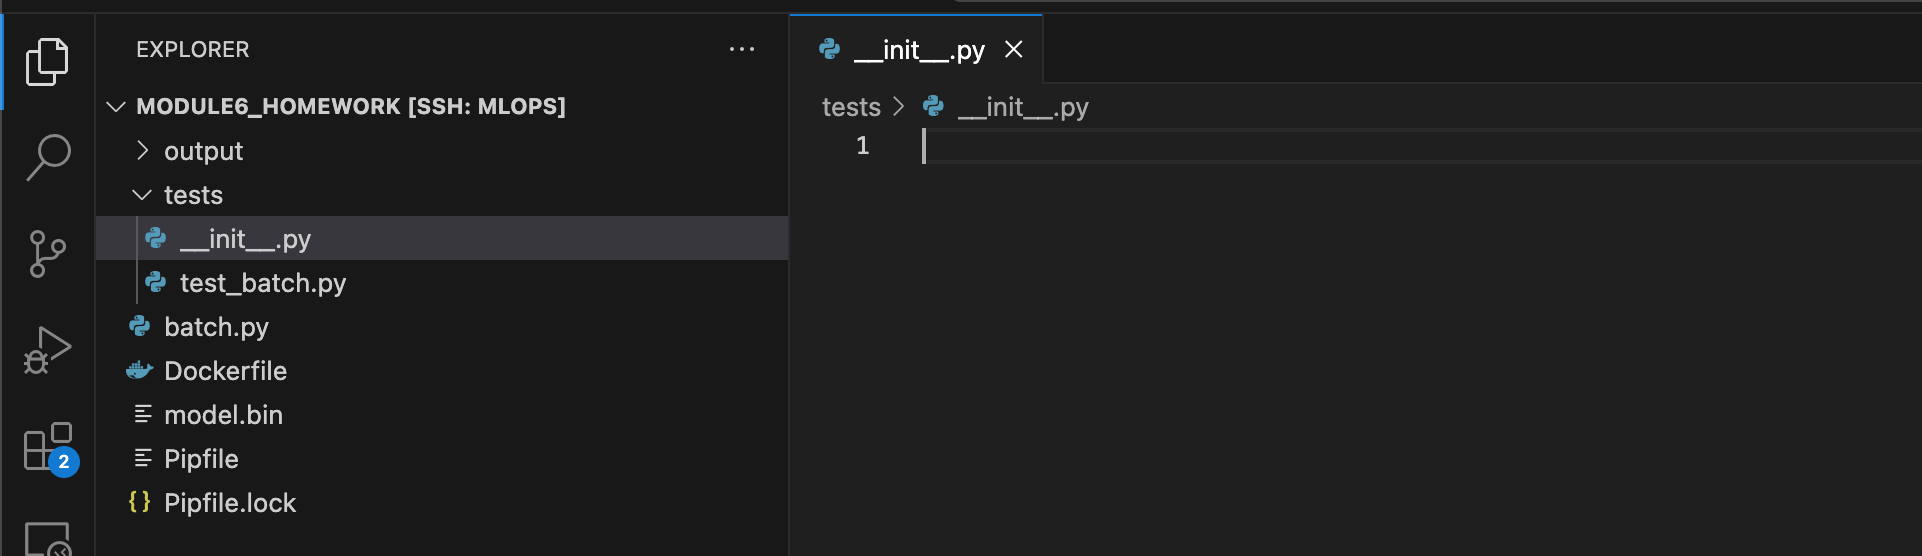 EXPLORER
MODULE6_HOMEWORK [SSH: MLOPS]
output
tests
__init__.py
test_batch.py
batch.py
Dockerfile
model.bin
Pipfile
Pipfile.lock
2
__init__.py
tests > __init__.py
1